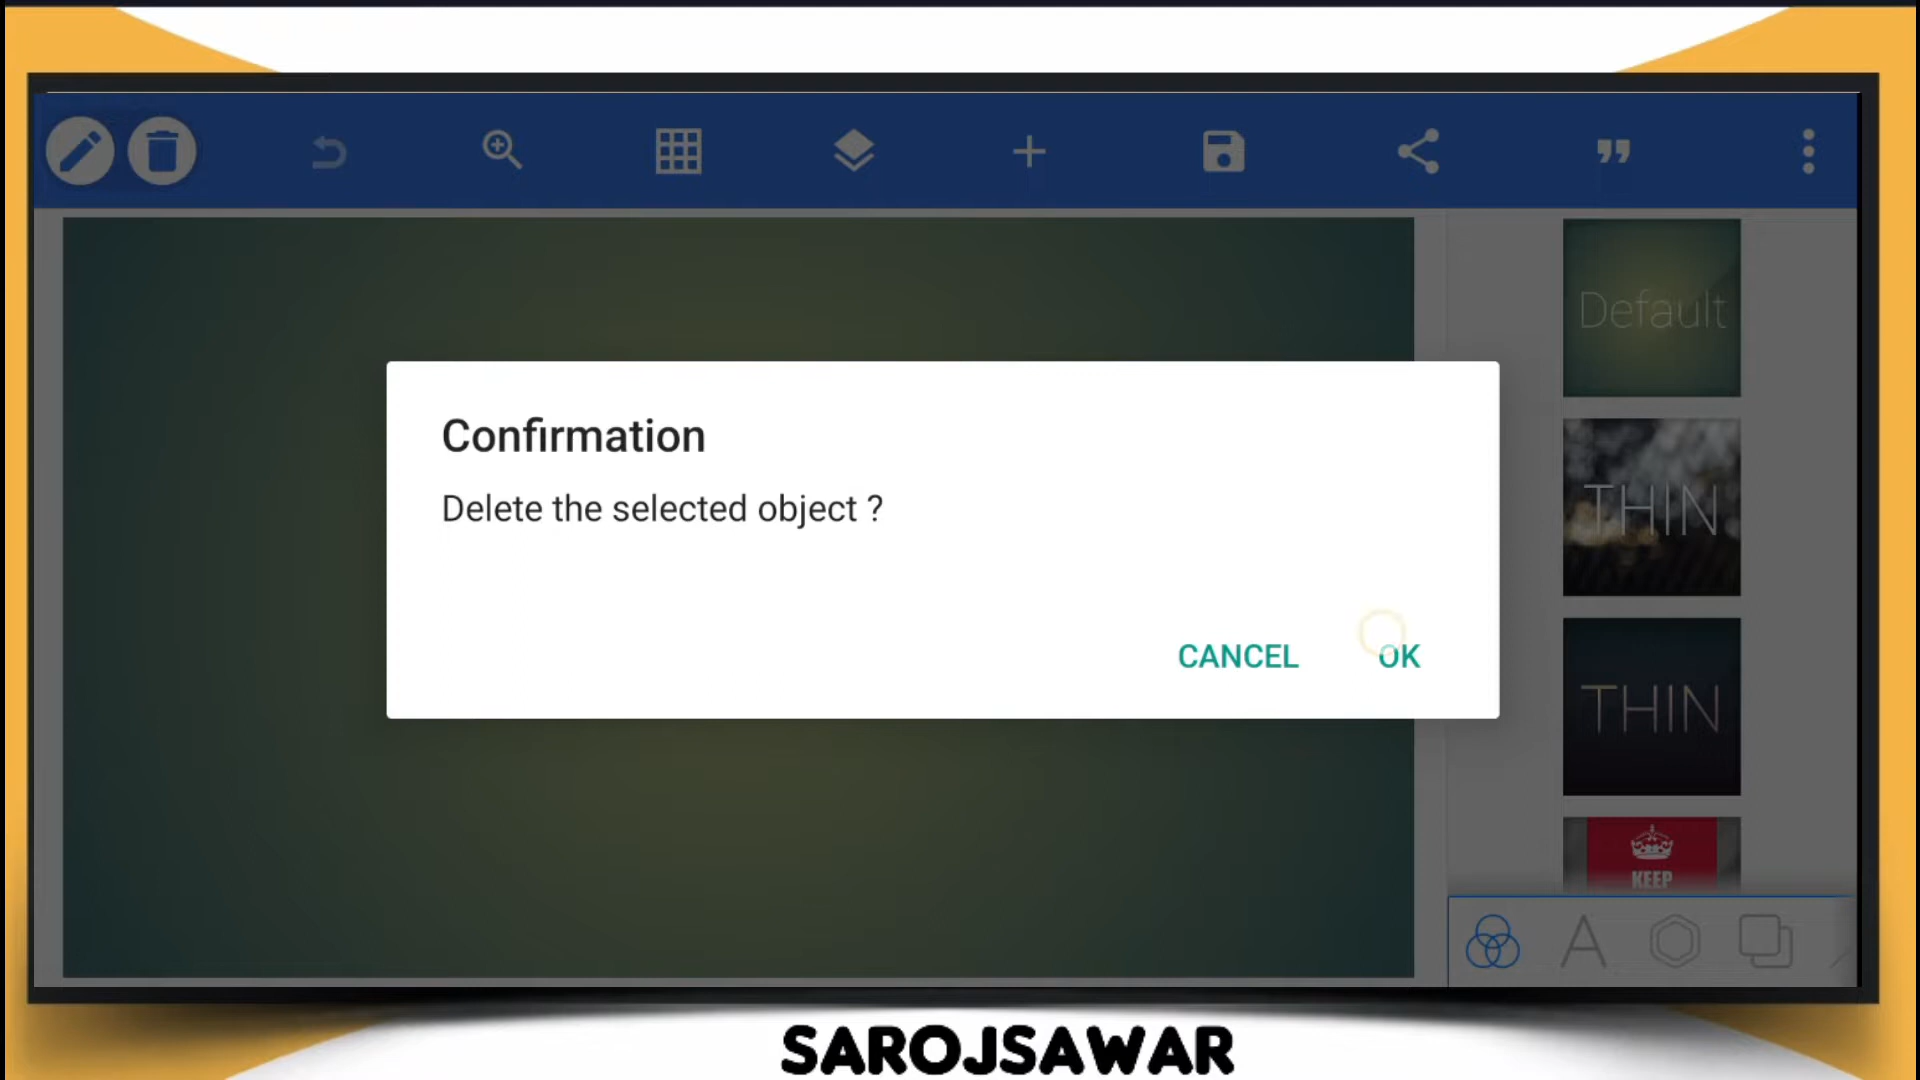 Default
Confirmation
Delete the selected object ?
THIN
CANCEL
OK
THIN
KEEP
SAROJSAWAR